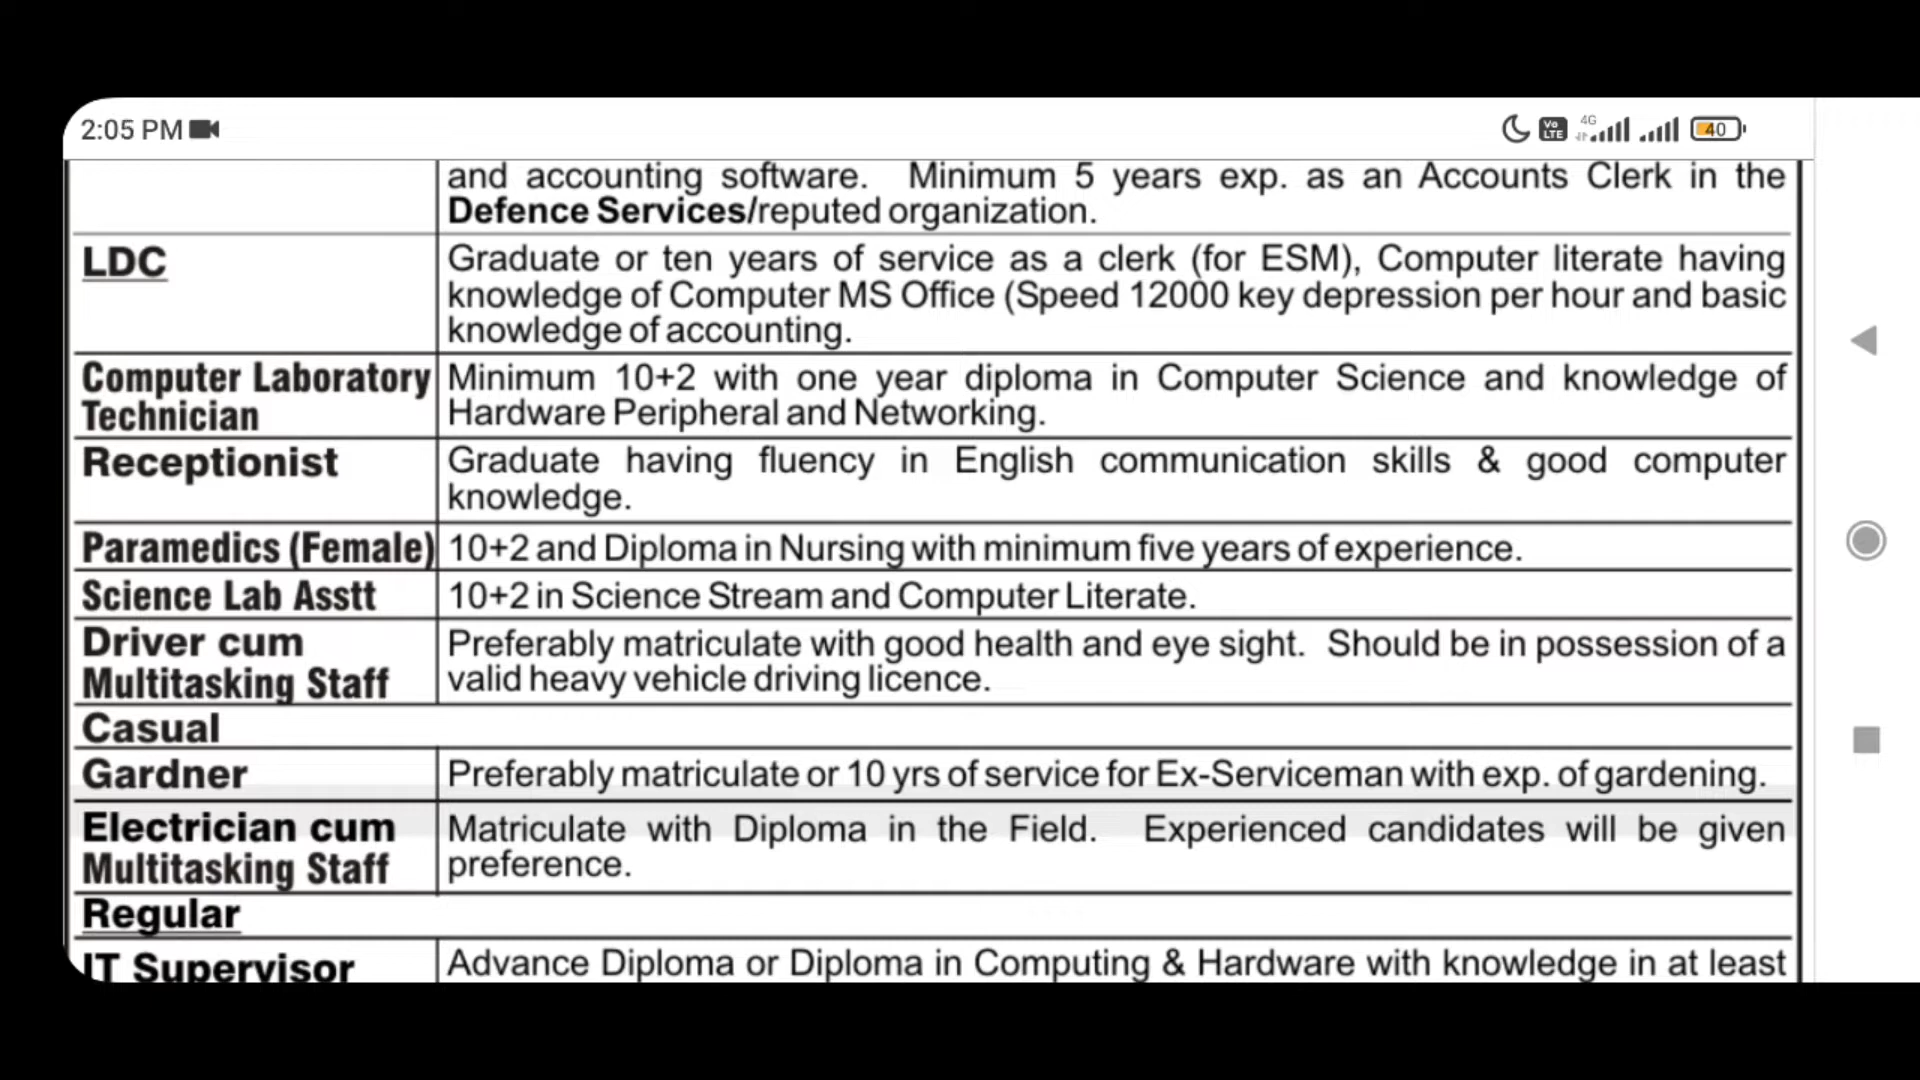 2:05 PM
Vo LTE 4G 40
and accounting software. Minimum 5 years exp. as an Accounts Clerk in the
Defence Services/reputed organization.
LDC
Graduate or ten years of service as a clerk (for ESM), Computer literate having
knowledge of Computer MS Office (Speed 12000 key depression per hour and basic
knowledge of accounting.
Computer Laboratory
Technician
Minimum 10+2 with one year diploma in Computer Science and knowledge of
Hardware Peripheral and Networking.
Receptionist
Graduate having fluency in English communication skills & good computer
knowledge.
Paramedics (Female)
10+2 and Diploma in Nursing with minimum five years of experience.
Science Lab Asstt
10+2 in Science Stream and Computer Literate.
Driver cum
Multitasking Staff
Preferably matriculate with good health and eye sight. Should be in possession of a
valid heavy vehicle driving licence.
Casual
Gardner
Preferably matriculate or 10 yrs of service for Ex-Serviceman with exp. of gardening.
Electrician cum
Multitasking Staff
Matriculate with Diploma in the Field. Experienced candidates will be given
preference.
Regular
IT Supervisor
Advance Diploma or Diploma in Computing & Hardware with knowledge in at least